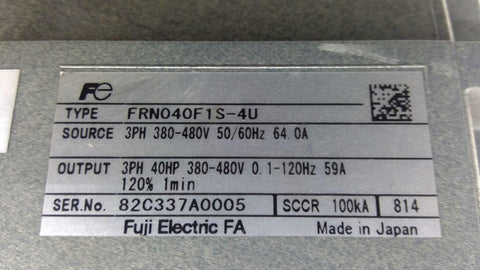 Fe
TYPE FRN040F1S-4U
SOURCE 3PH 380-480V 50/60Hz 64.0A
OUTPUT 3PH 40HP 380-480V 0.1-120Hz 59A
120% 1min
SER.No. 82C337A0005 SCCR 100kA 814
Fuji Electric FA Made in Japan